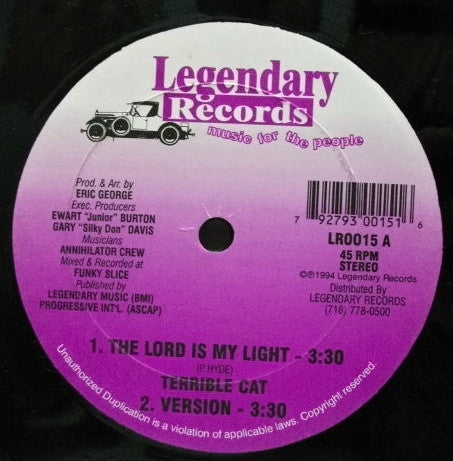 Legendary
Records
music for the people
Prod. & Arr. by
ERIC GEORGE
Exec. Producers
EWART "Junior" BURTON
GARY "Silky Don" DAVIS
Musicians
ANNIHILATOR CREW
Mixed & Recorded at
FUNKY SLICE
Published by
LEGENDARY MUSIC (BMI)
PROGRESSIVE INT'L. (ASCAP)
7 92793 00151 6
LR0015 A
45 RPM
STEREO
©℗1994 Legendary Records
Distributed By
LEGENDARY RECORDS
(718) 778-0500
1. THE LORD IS MY LIGHT - 3:30
(P. HYDE)
TERRIBLE CAT
2. VERSION - 3:30
Unauthorized Duplication is a violation of applicable laws. Copyright reserved.